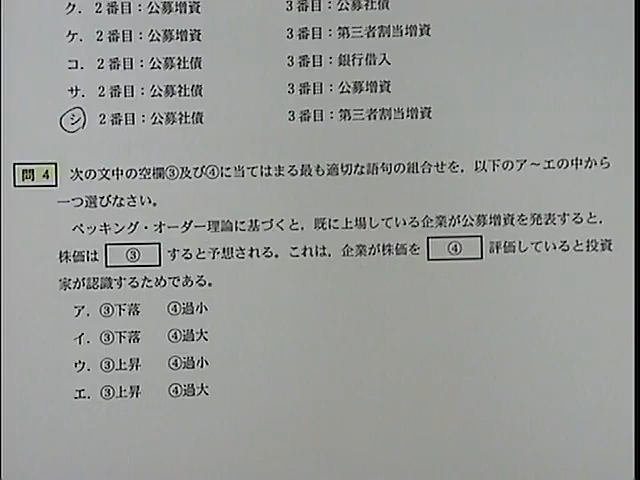 ク．２番目：公募増資　３番目：公募社債
ケ．２番目：公募増資　３番目：第三者割当増資
コ．２番目：公募社債　３番目：銀行借入
サ．２番目：公募社債　３番目：公募増資
シ　２番目：公募社債　３番目：第三者割当増資
問 4　次の文中の空欄③及び④に当てはまる最も適切な語句の組合せを，以下のア～エの中から
一つ選びなさい。
ペッキング・オーダー理論に基づくと，既に上場している企業が公募増資を発表すると，
株価は　③　すると予想される。これは，企業が株価を　④　評価していると投資
家が認識するためである。
ア．③下落　④過小
イ．③下落　④過大
ウ．③上昇　④過小
エ．③上昇　④過大